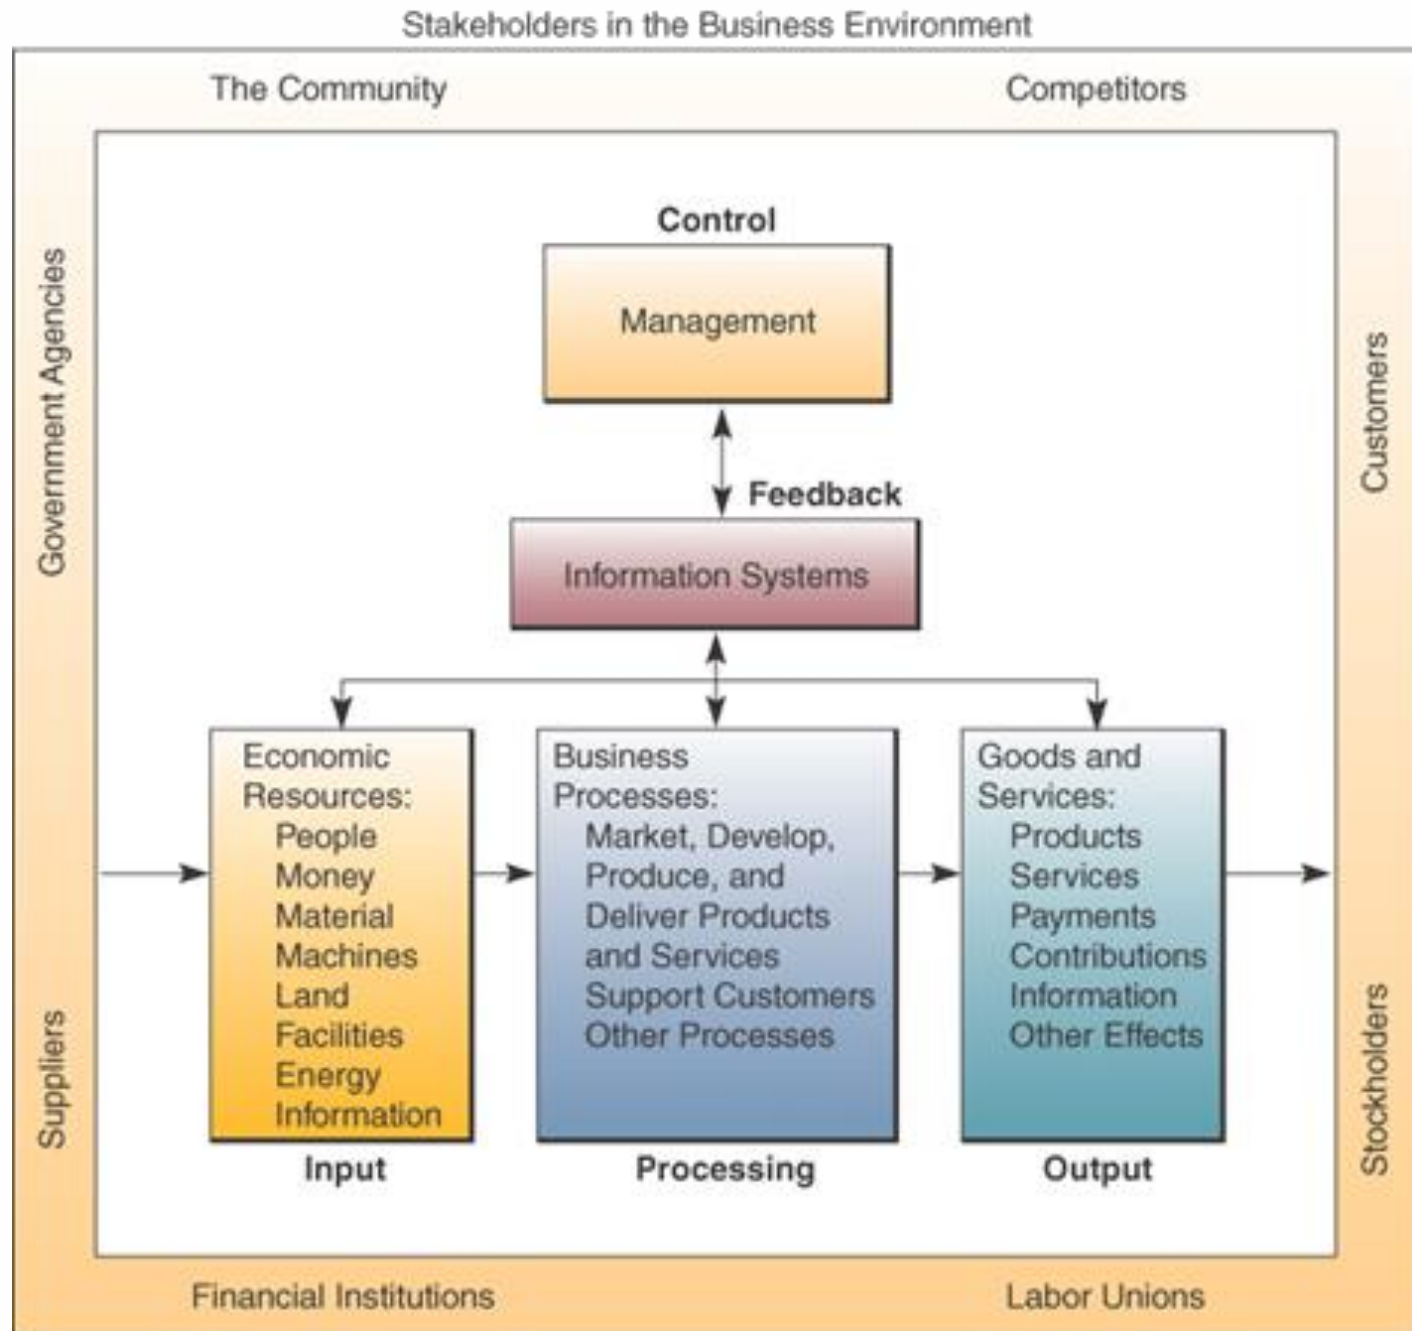 Stakeholders in the Business Environment
The Community
Competitors
Government Agencies
Customers
Control
Management
Feedback
Information Systems
Economic
Resources:
People
Money
Material
Machines
Land
Facilities
Energy
Information
Input
Business
Processes:
Market, Develop,
Produce, and
Deliver Products
and Services
Support Customers
Other Processes
Processing
Goods and
Services:
Products
Services
Payments
Contributions
Information
Other Effects
Output
Suppliers
Stockholders
Financial Institutions
Labor Unions